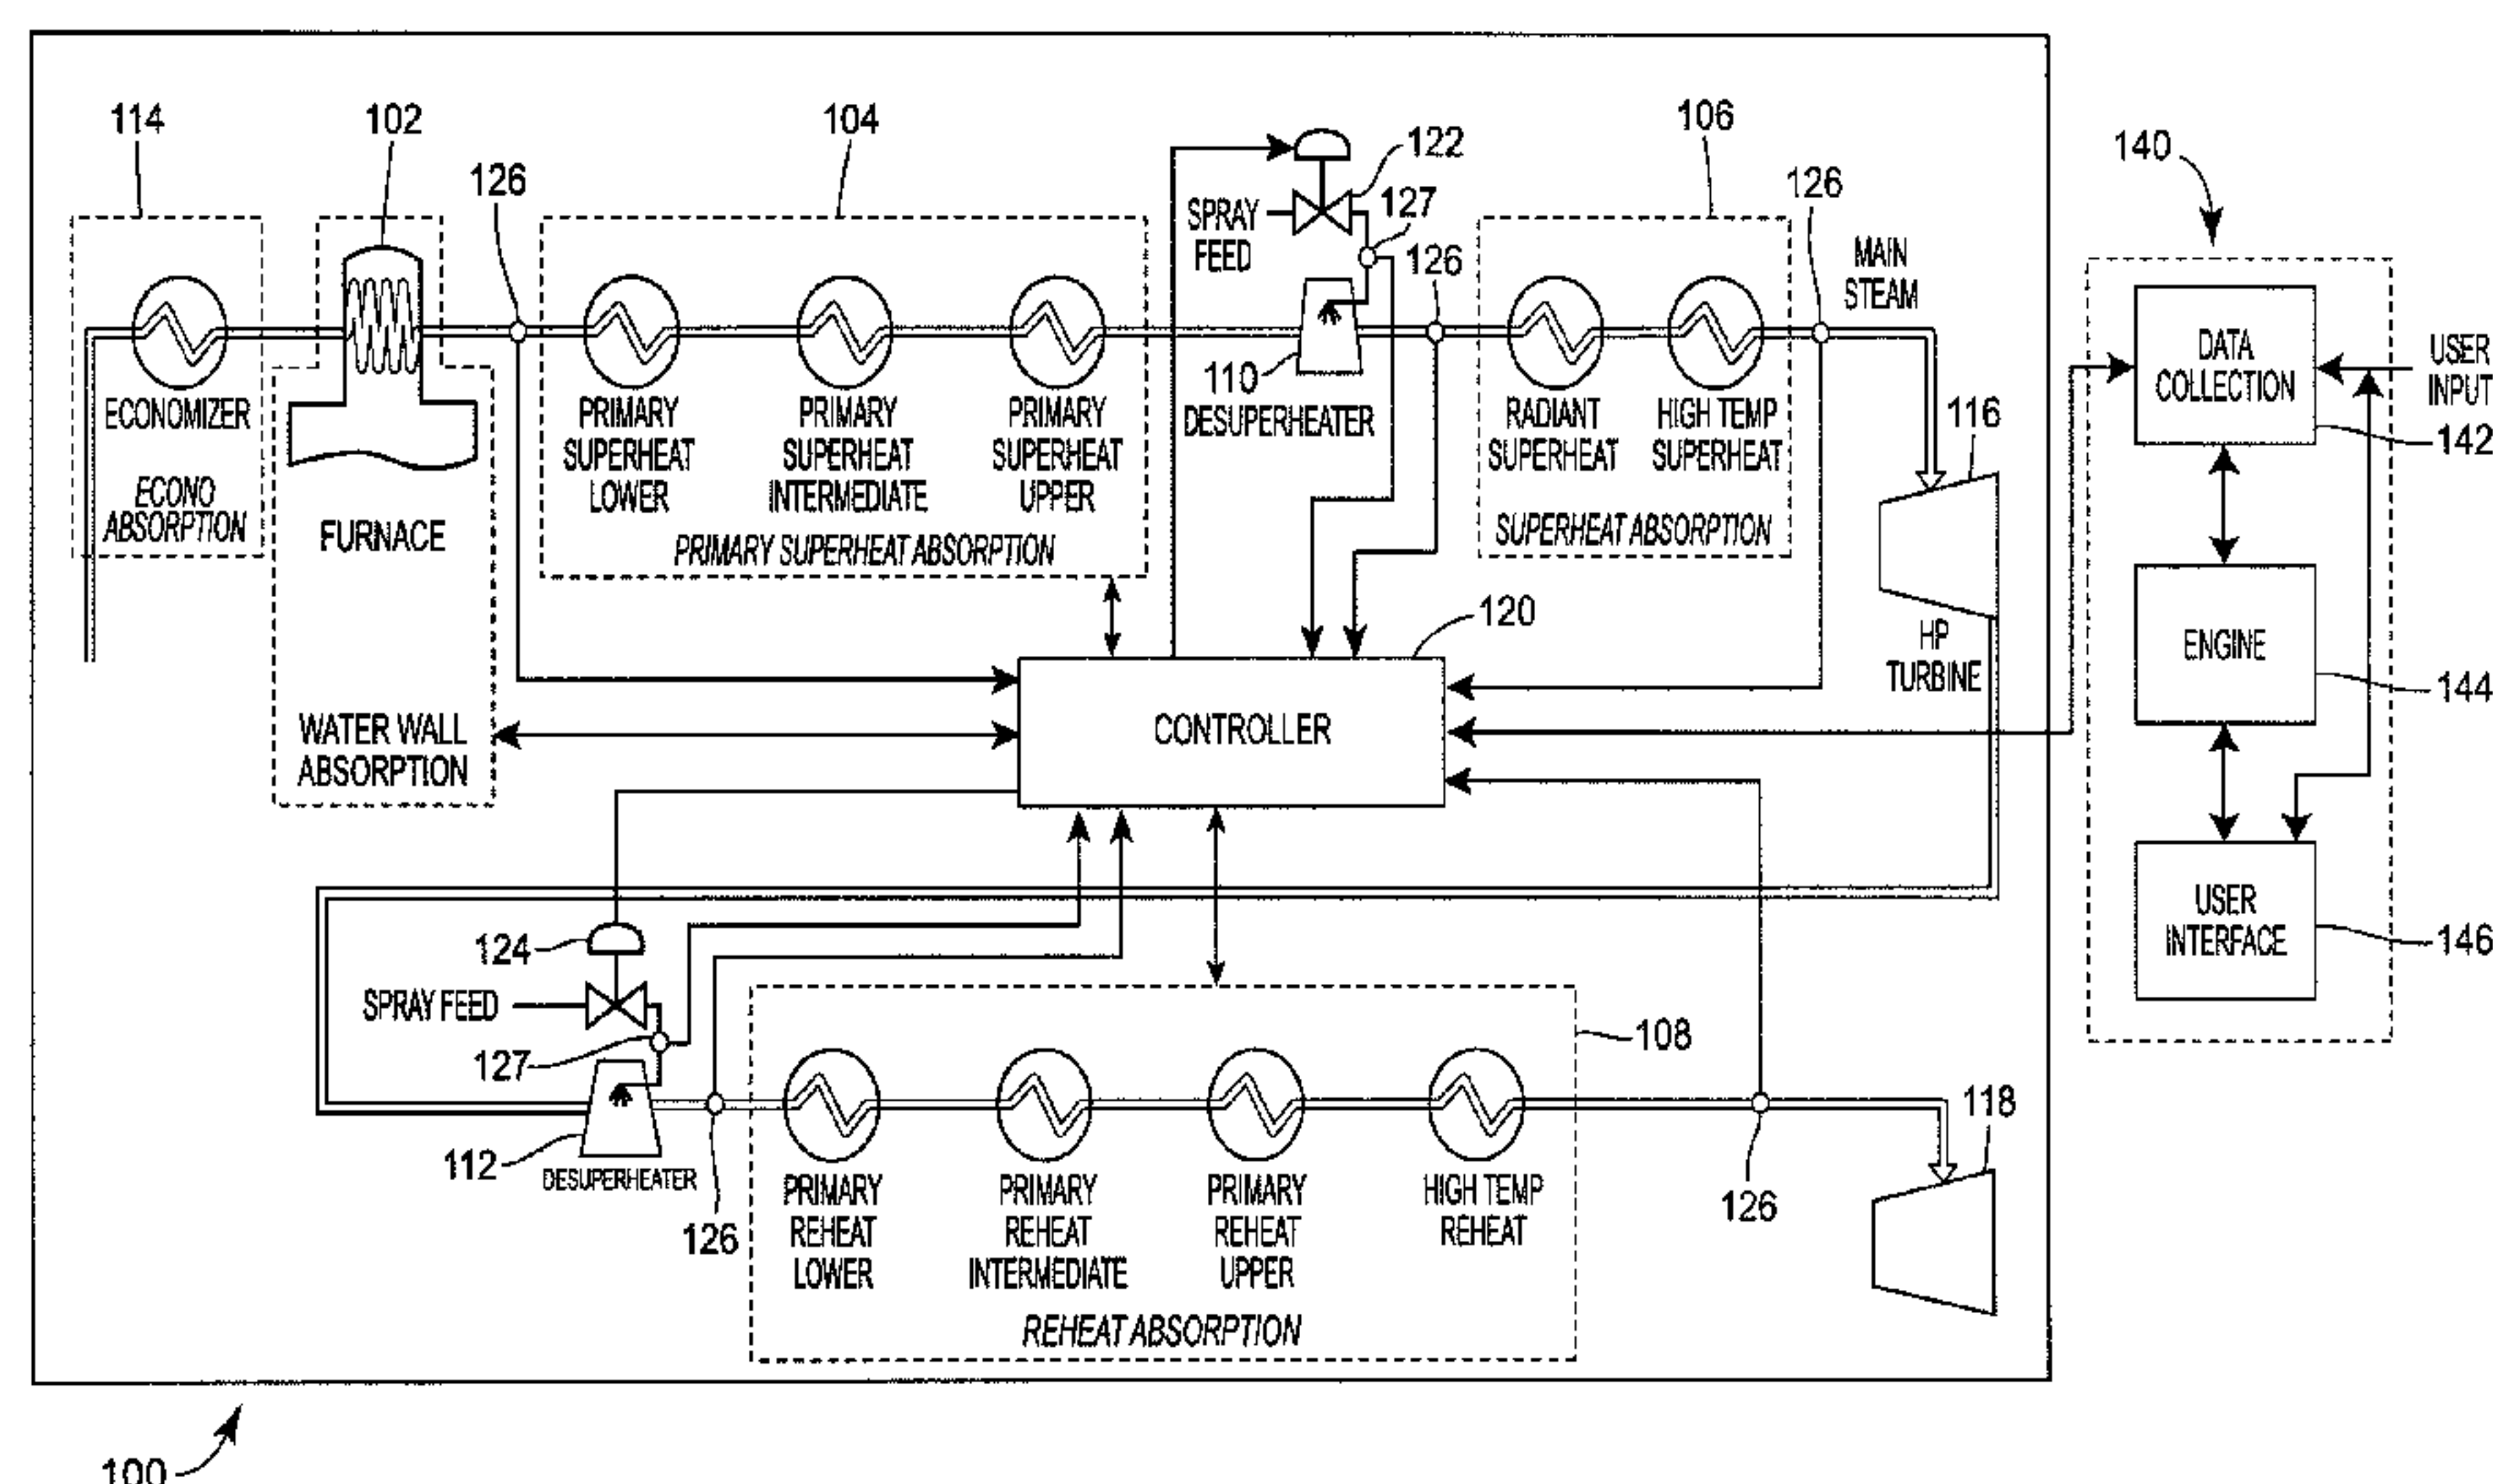 114
102
104
106
122
126
127
126
126
140
SPRAY
FEED
MAIN
STEAM
110
DESUPERHEATER
ECONOMIZER
ECONO
ABSORPTION
FURNACE
WATER WALL
ABSORPTION
PRIMARY
SUPERHEAT
LOWER
PRIMARY
SUPERHEAT
INTERMEDIATE
PRIMARY
SUPERHEAT
UPPER
PRIMARY SUPERHEAT ABSORPTION
RADIANT
SUPERHEAT
HIGH TEMP
SUPERHEAT
SUPERHEAT ABSORPTION
116
HP
TURBINE
120
CONTROLLER
DATA
COLLECTION
USER
INPUT
142
ENGINE
144
USER
INTERFACE
146
124
SPRAY FEED
127
112
DESUPERHEATER
126
108
PRIMARY
REHEAT
LOWER
PRIMARY
REHEAT
INTERMEDIATE
PRIMARY
REHEAT
UPPER
HIGH TEMP
REHEAT
REHEAT ABSORPTION
126
118
100